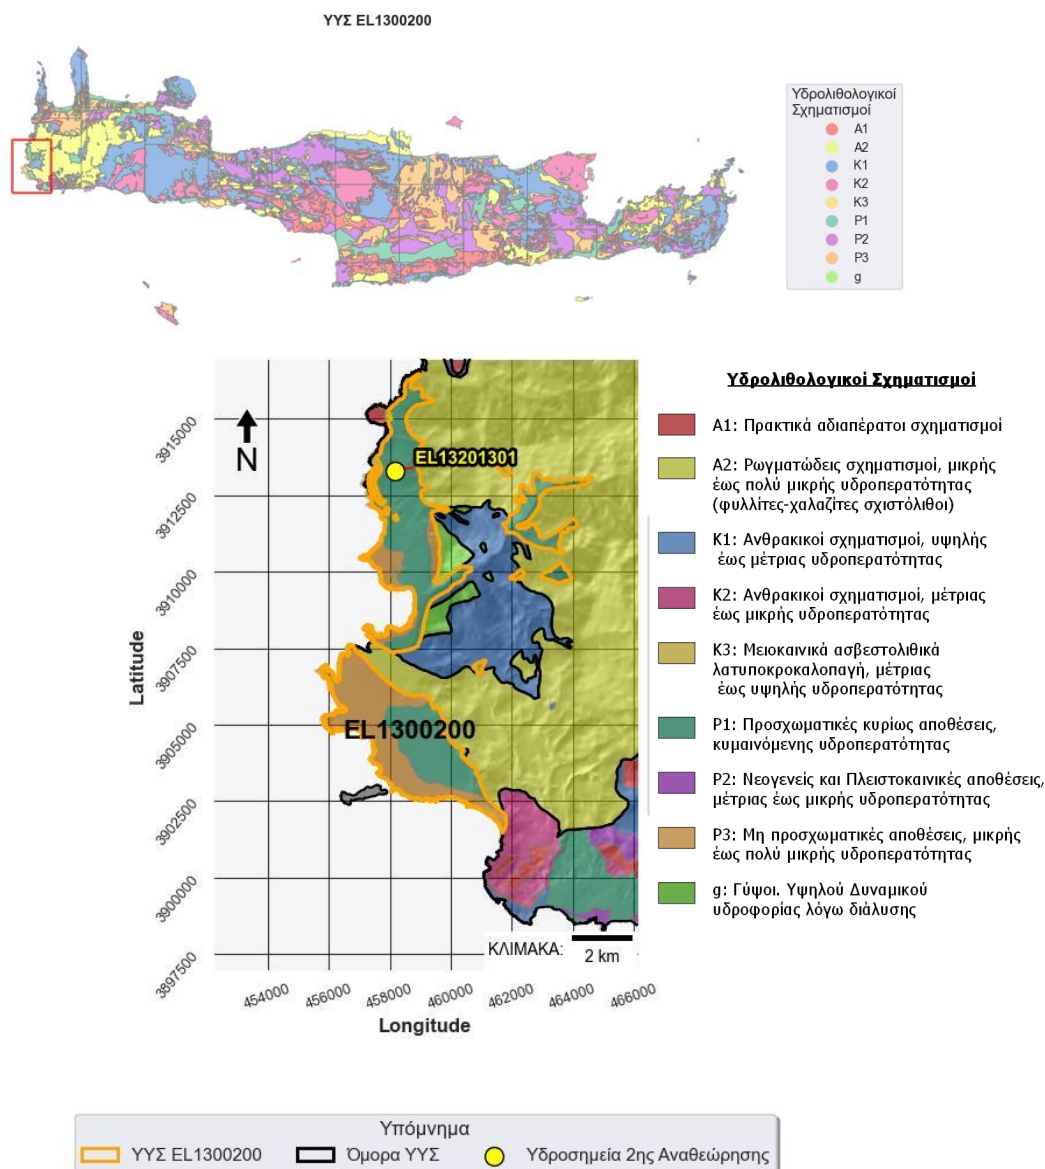 ΥΥΣ EL1300200
Υδρολιθολογικοί
Σχηματισμοί
A1
A2
K1
K2
K3
P1
P2
P3
g
Υδρολιθολογικοί Σχηματισμοί
A1: Πρακτικά αδιαπέρατοι σχηματισμοί
A2: Ρωγματώδεις σχηματισμοί, μικρής
έως πολύ μικρής υδροπερατότητας
(φυλλίτες-χαλαζίτες σχιστόλιθοι)
K1: Ανθρακικοί σχηματισμοί, υψηλής
έως μέτριας υδροπερατότητας
K2: Ανθρακικοί σχηματισμοί, μέτριας
έως μικρής υδροπερατότητας
K3: Μειοκαινικά ασβεστολιθικά
λατυποκροκαλοπαγή, μέτριας
έως υψηλής υδροπερατότητας
P1: Προσχωματικές κυρίως αποθέσεις,
κυμαινόμενης υδροπερατότητας
P2: Νεογενείς και Πλειστοκαινικές αποθέσεις,
μέτριας έως μικρής υδροπερατότητας
P3: Μη προσχωματικές αποθέσεις, μικρής
έως πολύ μικρής υδροπερατότητας
g: Γύψοι. Υψηλού Δυναμικού
υδροφορίας λόγω διάλυσης
N
EL13201301
EL1300200
ΚΛΙΜΑΚΑ:
2 km
Latitude
3915000
3912500
3910000
3907500
3905000
3902500
3900000
3897500
454000
456000
458000
460000
462000
464000
466000
Longitude
Υπόμνημα
ΥΥΣ EL1300200
Όμορα ΥΥΣ
Υδροσημεία 2ης Αναθεώρησης